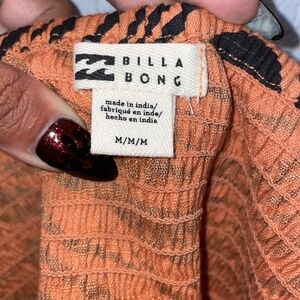 BILLA
BONG
made in india/
fabriqué en inde/
hecho en india
M/M/M